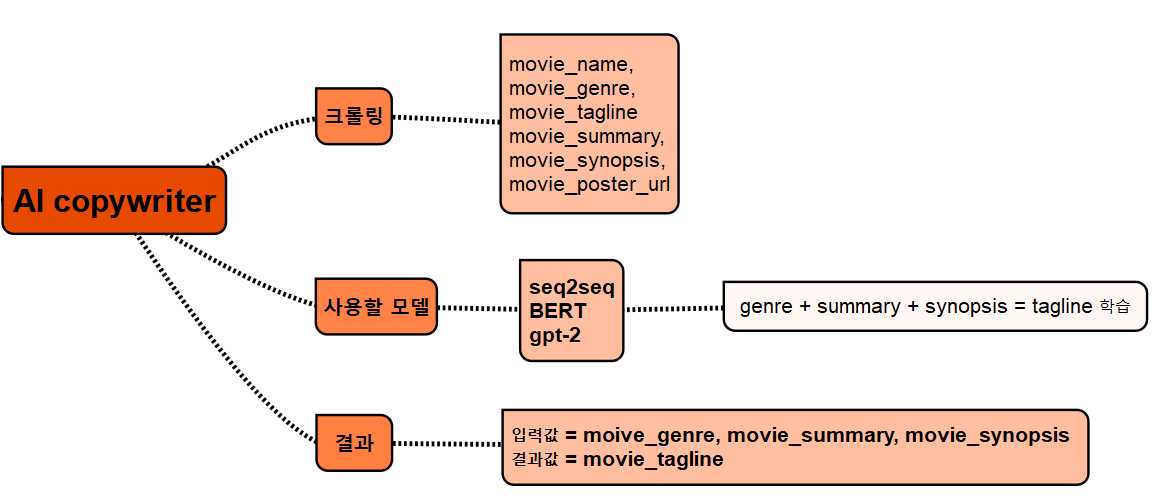 AI copywriter
크롤링
movie_name,
movie_genre,
movie_tagline
movie_summary,
movie_synopsis,
movie_poster_url
사용할 모델
seq2seq
BERT
gpt-2
genre + summary + synopsis = tagline 학습
결과
입력값 = moive_genre, movie_summary, movie_synopsis
결과값 = movie_tagline